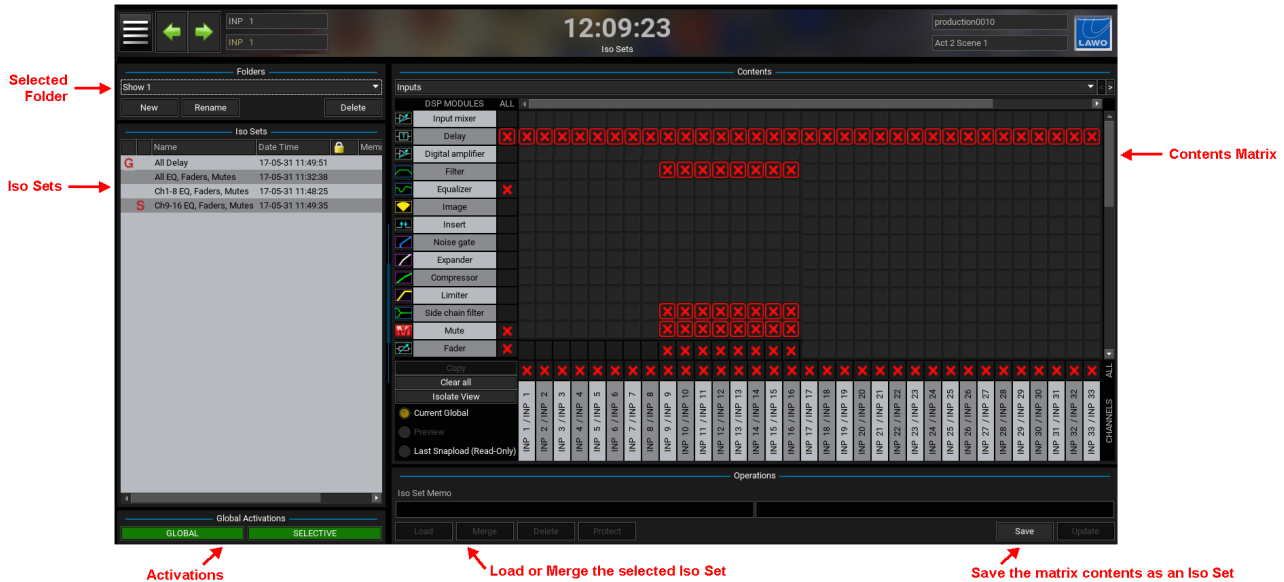 INP 1
INP 1
12:09:23
Iso Sets
production0010
Act 2 Scene 1
LAWO
Selected
Folder
Folders
Show 1
New Rename Delete
Iso Sets
Name Date Time Memo
G All Delay 17-05-31 11:49:51
All EQ, Faders, Mutes 17-05-31 11:32:38
Ch1-8 EQ, Faders, Mutes 17-05-31 11:48:25
S Ch9-16 EQ, Faders, Mutes 17-05-31 11:49:35
Iso Sets
Global Activations
GLOBAL SELECTIVE
Activations
Contents
Inputs < >
DSP MODULES ALL
Input mixer
Delay
Digital amplifier
Filter
Equalizer
Image
Insert
Noise gate
Expander
Compressor
Limiter
Side chain filter
Mute
Fader
Contents Matrix
Copy
Clear all
Isolate View
Current Global
Preview
Last Snapload (Read-Only)
INP 1 / INP 1
INP 2 / INP 2
INP 3 / INP 3
INP 4 / INP 4
INP 5 / INP 5
INP 6 / INP 6
INP 7 / INP 7
INP 8 / INP 8
INP 9 / INP 9
INP 10 / INP 10
INP 11 / INP 11
INP 12 / INP 12
INP 13 / INP 13
INP 14 / INP 14
INP 15 / INP 15
INP 16 / INP 16
INP 17 / INP 17
INP 18 / INP 18
INP 19 / INP 19
INP 20 / INP 20
INP 21 / INP 21
INP 22 / INP 22
INP 23 / INP 23
INP 24 / INP 24
INP 25 / INP 25
INP 26 / INP 26
INP 27 / INP 27
INP 28 / INP 28
INP 29 / INP 29
INP 30 / INP 30
INP 31 / INP 31
INP 32 / INP 32
INP 33 / INP 33
CHANNELS ALL
Operations
Iso Set Memo
Load Merge Delete Protect Save Update
Load or Merge the selected Iso Set
Save the matrix contents as an Iso Set